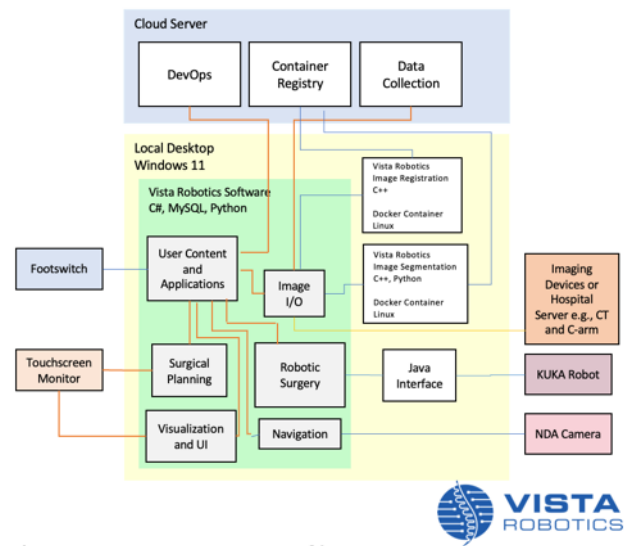 Cloud Server
DevOps
Container
Registry
Data
Collection
Local Desktop
Windows 11
Vista Robotics Software
C#, MySQL, Python
Vista Robotics
Image Registration
C++
Docker Container
Linux
User Content
and
Applications
Footswitch
Image
I/O
Vista Robotics
Image Segmentation
C++, Python
Docker Container
Linux
Imaging
Devices or
Hospital
Server e.g., CT
and C-arm
Touchscreen
Monitor
Surgical
Planning
Robotic
Surgery
Java
Interface
KUKA Robot
Visualization
and UI
Navigation
NDA Camera
VISTA
ROBOTICS